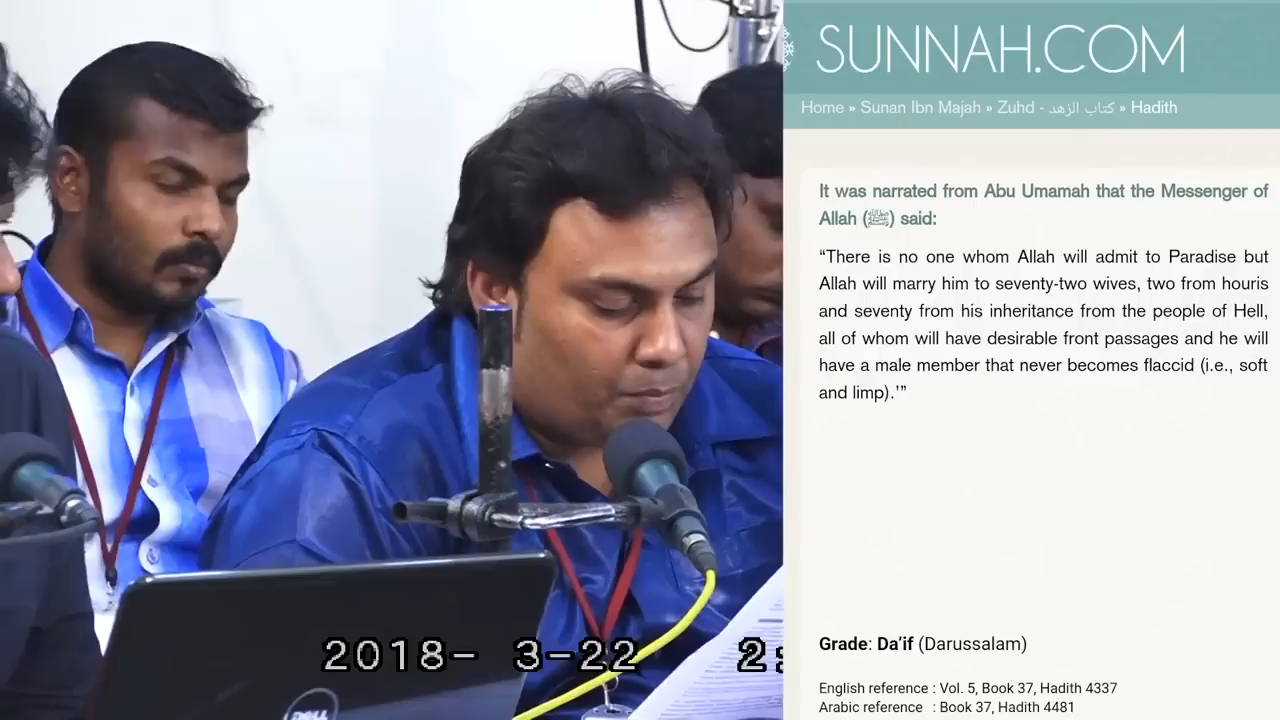 SUNNAH.COM
Home » Sunan Ibn Majah » Zuhd - كتاب الزهد » Hadith
It was narrated from Abu Umamah that the Messenger of
Allah (ﷺ) said:
“There is no one whom Allah will admit to Paradise but
Allah will marry him to seventy-two wives, two from houris
and seventy from his inheritance from the people of Hell,
all of whom will have desirable front passages and he will
have a male member that never becomes flaccid (i.e., soft
and limp).’”
Grade: Da’if (Darussalam)
English reference : Vol. 5, Book 37, Hadith 4337
Arabic reference : Book 37, Hadith 4481
2018- 3-22 2:
DELL